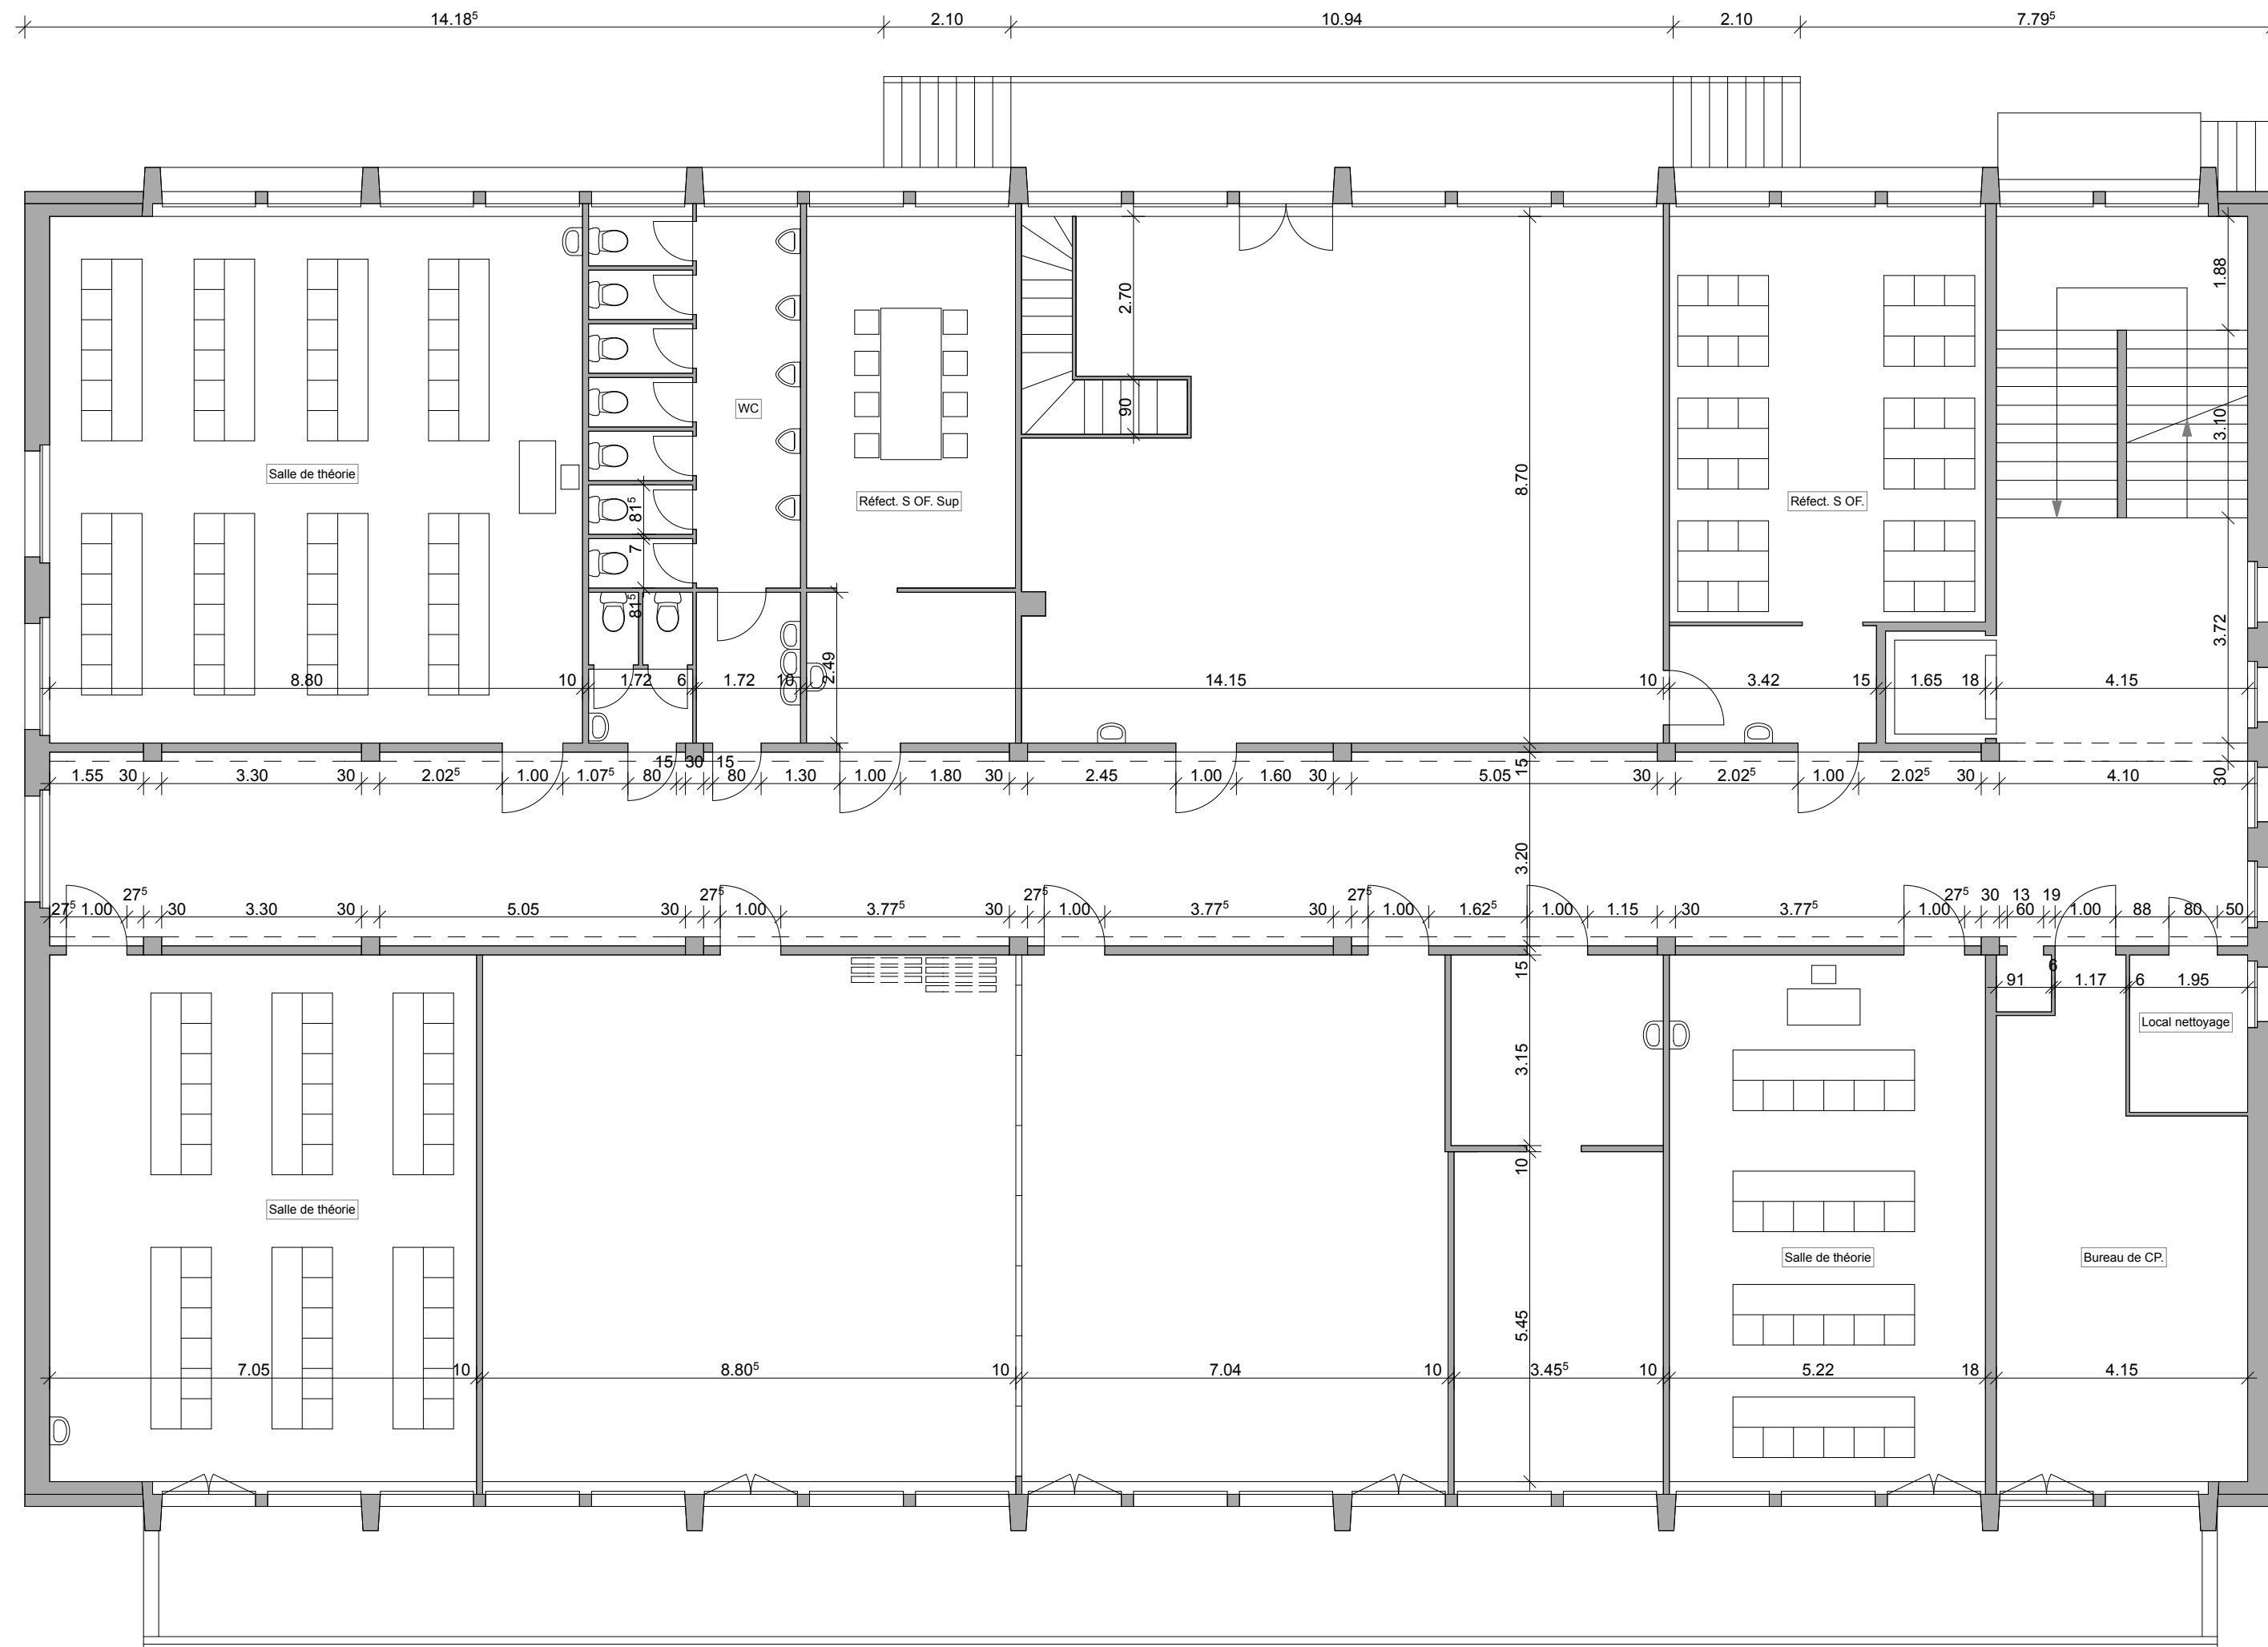 14.18⁵ 2.10 10.94 2.10 7.79⁵
1.88
2.70
90
3.10
WC
Salle de théorie
8.70
Réfect. S OF. Sup
Réfect. S OF.
81⁵
7
81⁵
2.49
3.72
8.80 10 1.72 6 1.72 10 14.15 10 3.42 15 1.65 18 4.15
15 30 15
1.55 30 3.30 30 2.02⁵ 1.00 1.07⁵ 80 80 1.30 1.00 1.80 30 2.45 1.00 1.60 30 15 5.05 30 2.02⁵ 1.00 2.02⁵ 30 4.10 30
3.20
27⁵ 27⁵ 27⁵ 27⁵ 27⁵ 30 13 19
27⁵ 1.00 30 3.30 30 5.05 30 1.00 3.77⁵ 30 1.00 3.77⁵ 30 1.00 1.62⁵ 1.00 1.15 30 3.77⁵ 1.00 60 1.00 88 80 50
15
6
91 1.17 6 1.95
Local nettoyage
3.15
10
Salle de théorie
Salle de théorie
Bureau de CP.
5.45
7.05 10 8.80⁵ 10 7.04 10 3.45⁵ 10 5.22 18 4.15